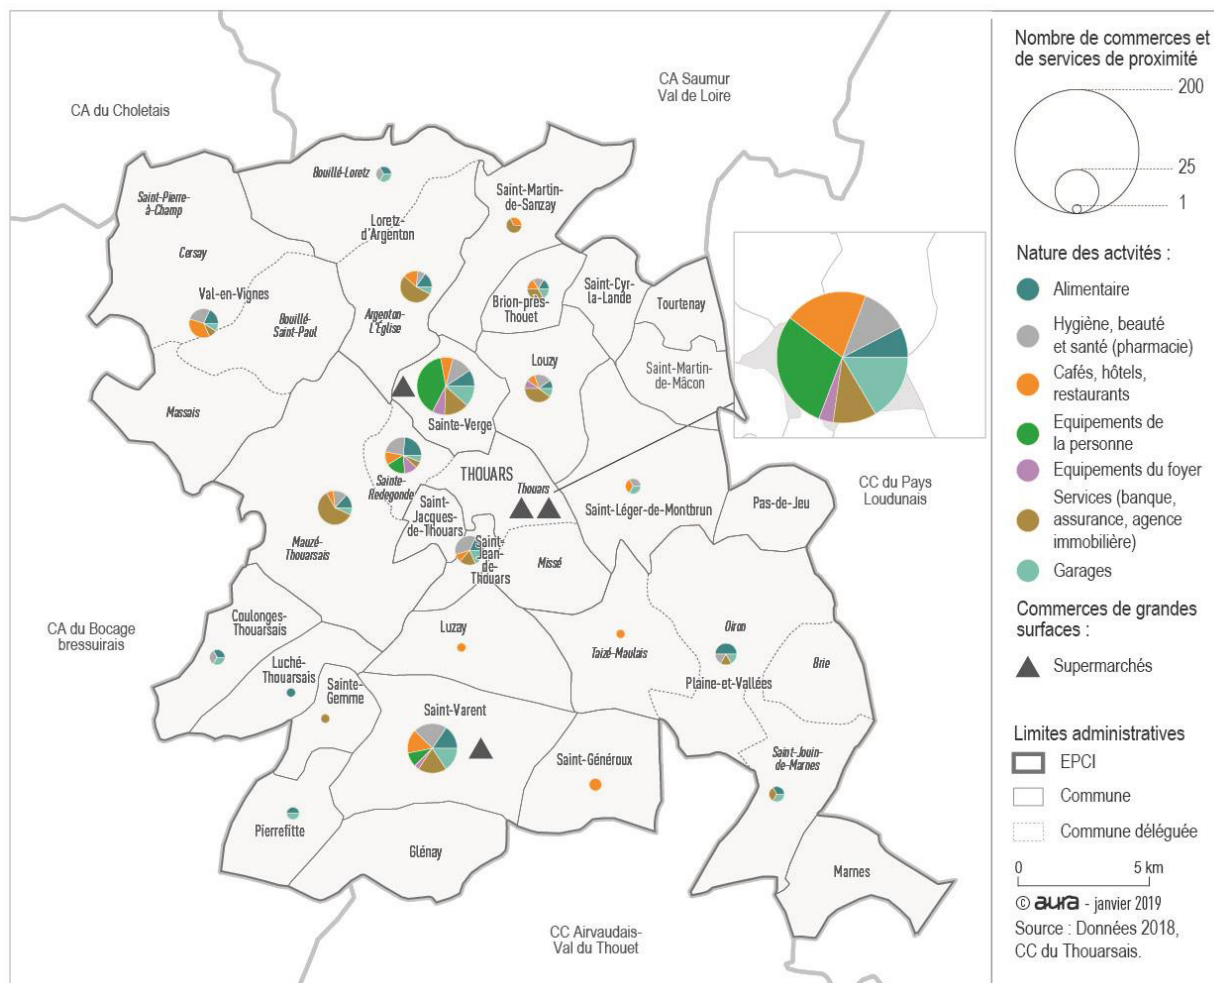 CA du Choletais
CA Saumur
Val de Loire
Bouillé-Loretz
Saint-Martin-
de-Sanzay
Saint-Pierre-
à-Champ
Loretz-
d'Argenton
Cersay
Saint-Cyr-
la-Lande
Val-en-Vignes
Bouillé-
Saint-Paul
Argenton-
l'Église
Brion-près-
Thouet
Tourtenay
Louzy
Saint-Martin-
de-Mâcon
Massais
Sainte-Verge
THOUARS
Thouars
Sainte-
Redegonde
Saint-
Jacques-
de-Thouars
Saint-Léger-de-Montbrun
Pas-de-Jeu
CC du Pays
Loudunais
Mauzé-
Thouarsais
Saint-
Jean-
de-
Thouars
Missé
CA du Bocage
bressuirais
Coulonges-
Thouarsais
Luzay
Taizé-Maulais
Oiron
Brie
Luché-
Thouarsais
Plaine-et-Vallées
Sainte-
Gemme
Saint-Varent
Saint-Généroux
Saint-Jouin-
de-Marnes
Pierrefitte
Glénay
Marnes
CC Airvaudais-
Val du Thouet
Nombre de commerces et
de services de proximité
200
25
1
Nature des actvités :
Alimentaire
Hygiène, beauté
et santé (pharmacie)
Cafés, hôtels,
restaurants
Equipements de
la personne
Equipements du foyer
Services (banque,
assurance, agence
immobilière)
Garages
Commerces de grandes
surfaces :
Supermarchés
Limites administratives
EPCI
Commune
Commune déléguée
0 5 km
© aura - janvier 2019
Source : Données 2018,
CC du Thouarsais.